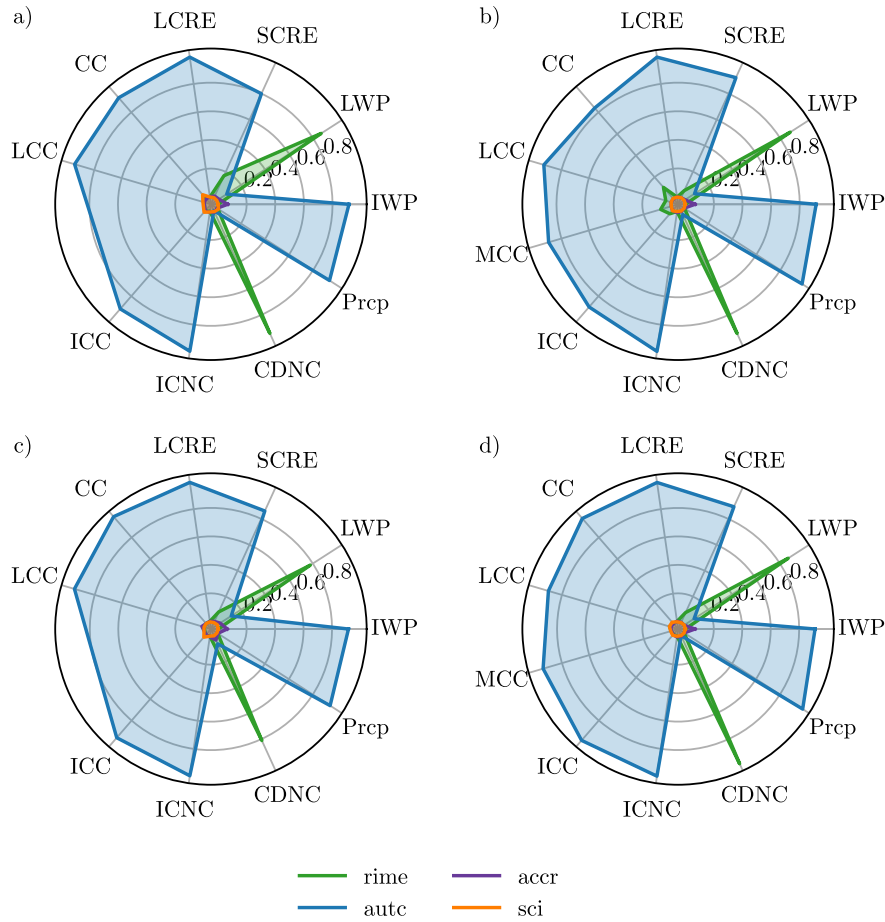 a)
LCRE
SCRE
CC
LWP
LCC
0.2 0.4 0.6 0.8
IWP
ICC
Prcp
ICNC
CDNC
b)
LCRE
SCRE
CC
LWP
LCC
0.2 0.4 0.6 0.8
IWP
MCC
ICC
Prcp
ICNC
CDNC
c)
LCRE
SCRE
CC
LWP
LCC
0.2 0.4 0.6 0.8
IWP
ICC
Prcp
ICNC
CDNC
d)
LCRE
SCRE
CC
LWP
LCC
0.2 0.4 0.6 0.8
IWP
MCC
ICC
Prcp
ICNC
CDNC
rime accr
autc sci